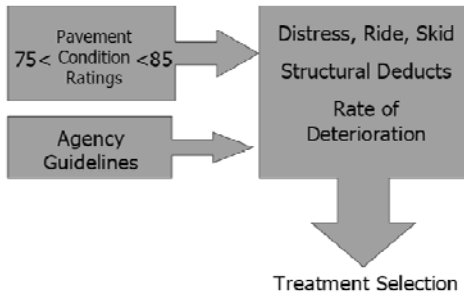 Pavement
75< Condition <85
Ratings
Agency
Guidelines
Distress, Ride, Skid
Structural Deducts
Rate of
Deterioration
Treatment Selection